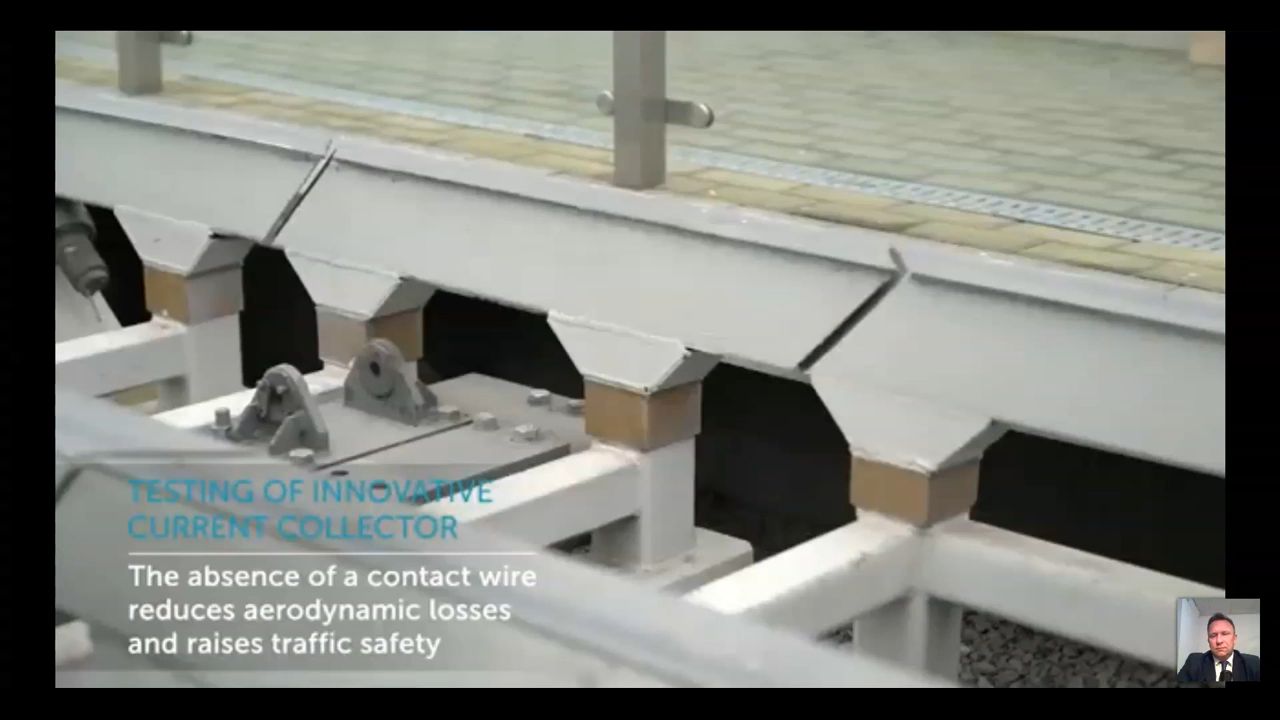 TESTING OF INNOVATIVE
CURRENT COLLECTOR
The absence of a contact wire
reduces aerodynamic losses
and raises traffic safety